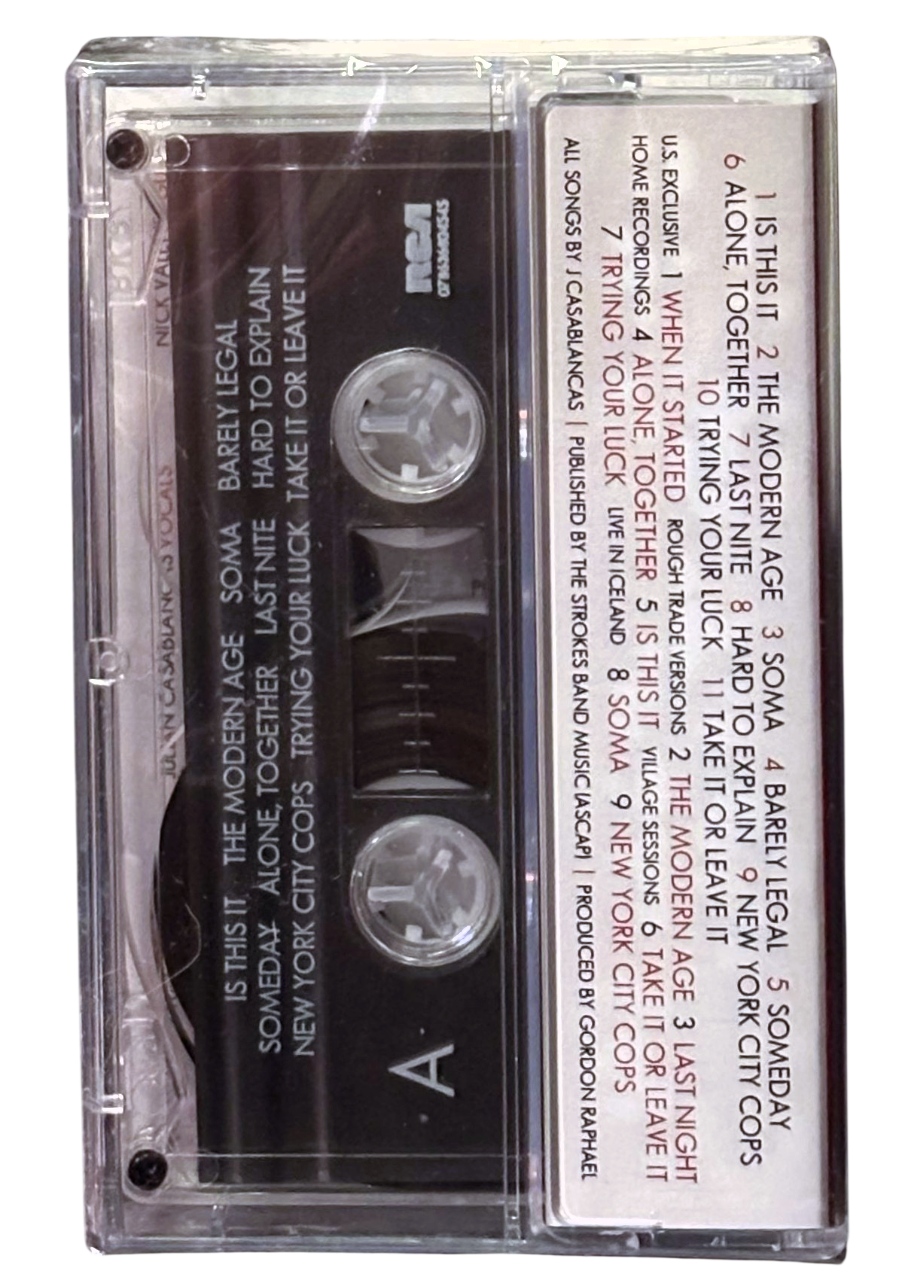 1 IS THIS IT 2 THE MODERN AGE 3 SOMA 4 BARELY LEGAL 5 SOMEDAY
6 ALONE, TOGETHER 7 LAST NITE 8 HARD TO EXPLAIN 9 NEW YORK CITY COPS
10 TRYING YOUR LUCK 11 TAKE IT OR LEAVE IT
U.S. EXCLUSIVE 1 WHEN IT STARTED ROUGH TRADE VERSIONS 2 THE MODERN AGE 3 LAST NIGHT
HOME RECORDINGS 4 ALONE, TOGETHER 5 IS THIS IT VILLAGE SESSIONS 6 TAKE IT OR LEAVE IT
7 TRYING YOUR LUCK LIVE IN ICELAND 8 SOMA 9 NEW YORK CITY COPS
ALL SONGS BY J CASABLANCAS | PUBLISHED BY THE STROKES BAND MUSIC (ASCAP) | PRODUCED BY GORDON RAPHAEL
NICK
JULIAN CASABLANCAS VOCALS
IS THIS IT THE MODERN AGE SOMA BARELY LEGAL
SOMEDAY ALONE, TOGETHER LAST NITE HARD TO EXPLAIN
NEW YORK CITY COPS TRYING YOUR LUCK TAKE IT OR LEAVE IT
RCA
A